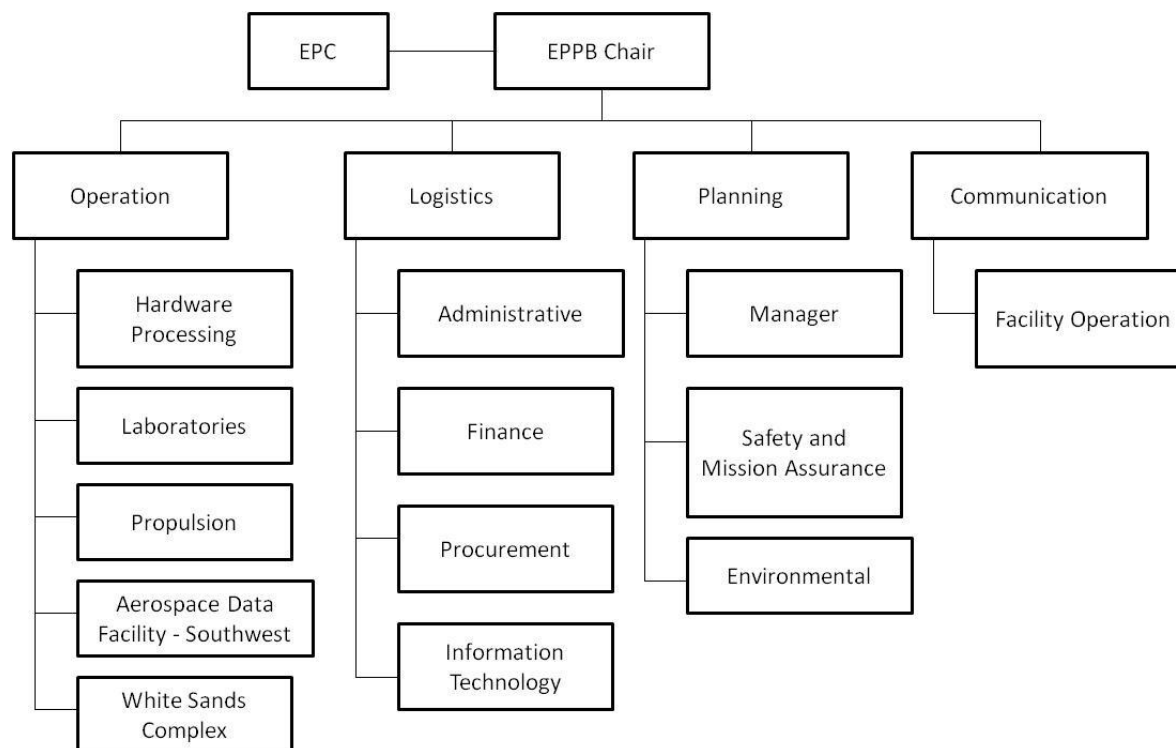 EPC
EPPB Chair
Operation
Logistics
Planning
Communication
Hardware
Processing
Laboratories
Propulsion
Aerospace Data
Facility - Southwest
White Sands
Complex
Administrative
Finance
Procurement
Information
Technology
Manager
Safety and
Mission Assurance
Environmental
Facility Operation